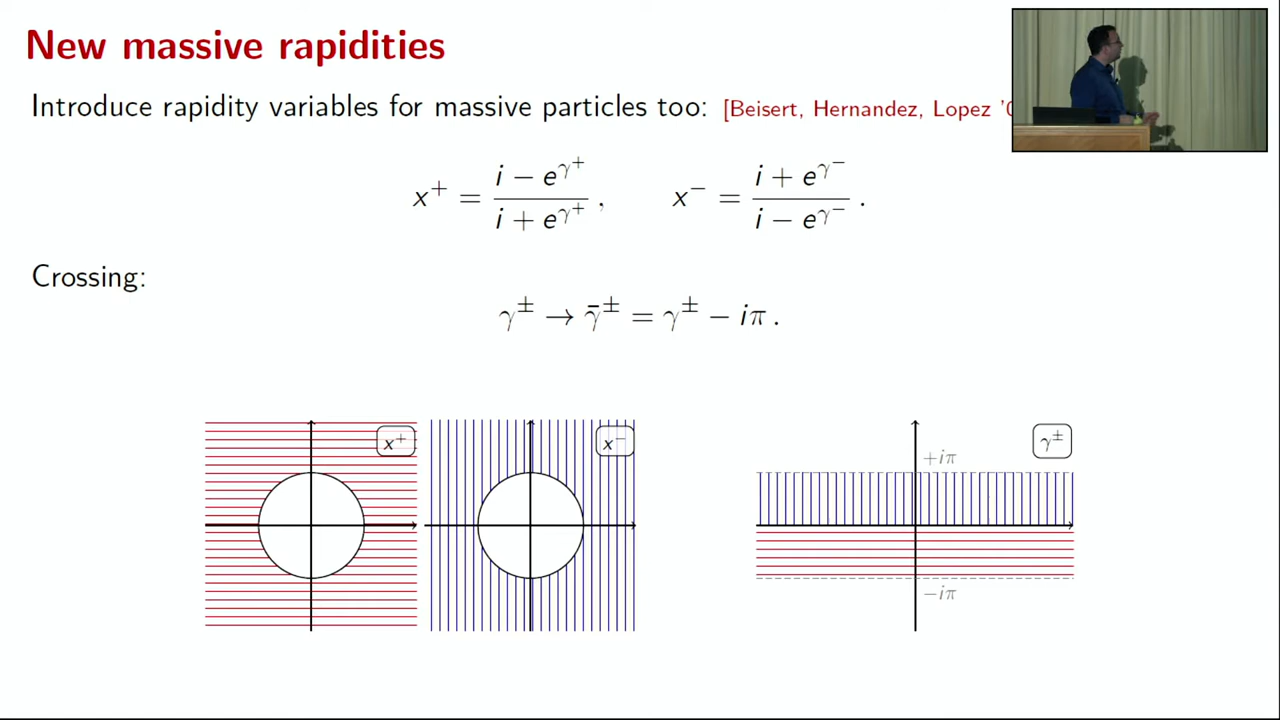 New massive rapidities
Introduce rapidity variables for massive particles too: [Beisert, Hernandez, Lopez '0
x⁺ = (i − e^{γ⁺})/(i + e^{γ⁺}) , x⁻ = (i + e^{γ⁻})/(i − e^{γ⁻}) .
Crossing:
γ^± → γ̄^± = γ^± − iπ .
x⁺ x⁻ γ^±
+iπ
−iπ